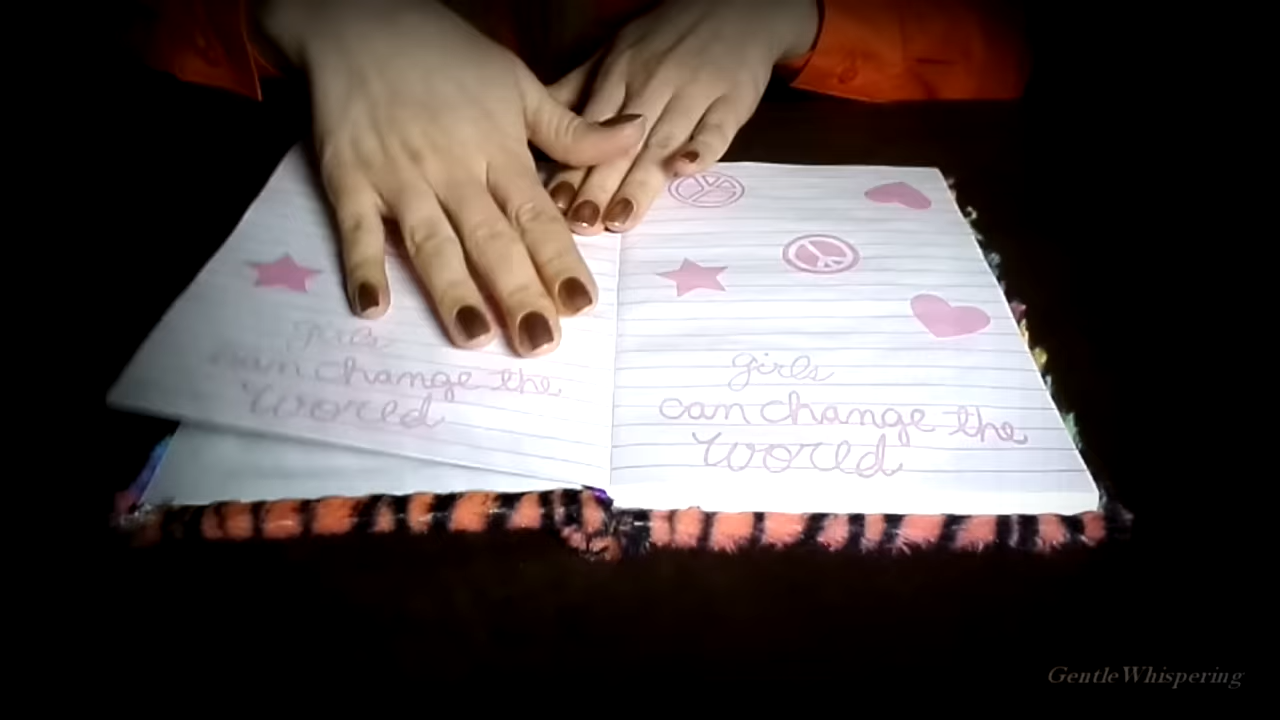 girls
can change the
world
girls
can change the
world
GentleWhispering